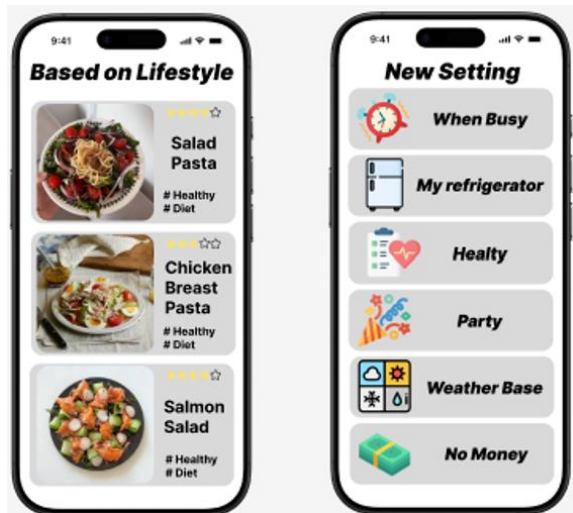 9:41
Based on Lifestyle
Salad
Pasta
# Healthy
# Diet
Chicken
Breast
Pasta
# Healthy
# Diet
Salmon
Salad
# Healthy
# Diet
9:41
New Setting
When Busy
My refrigerator
Healty
Party
Weather Base
No Money